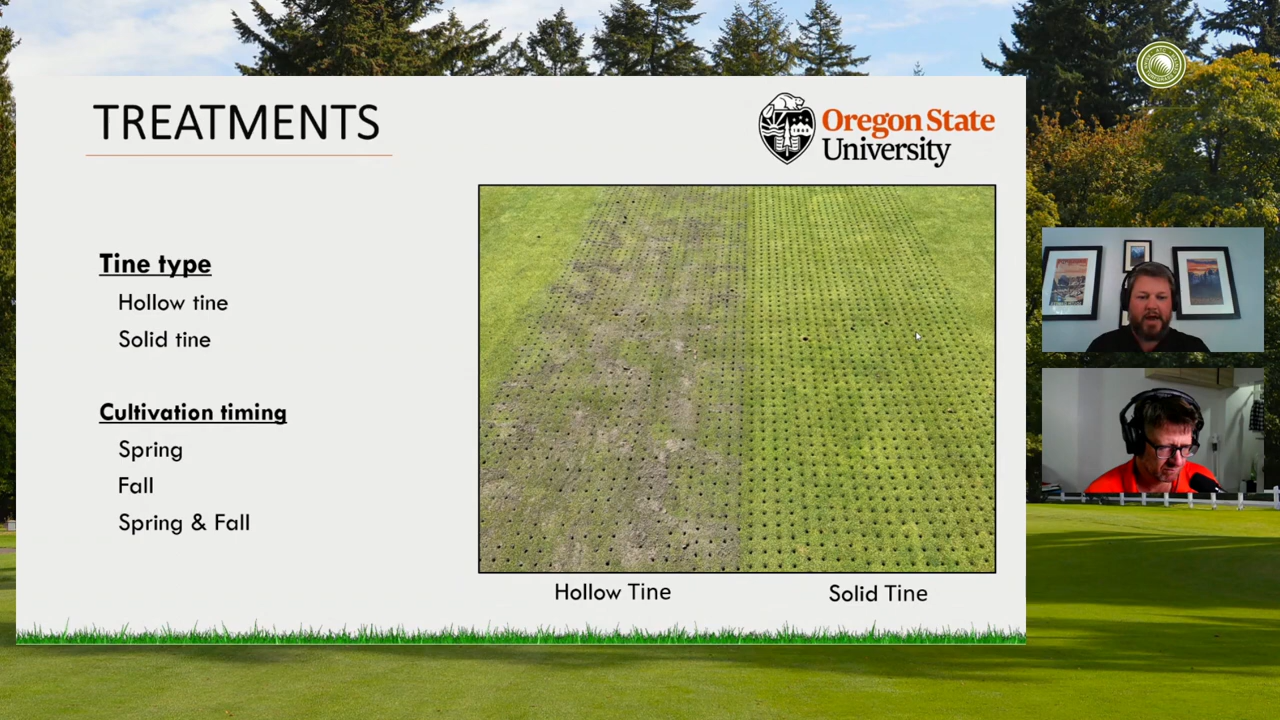 TREATMENTS
Oregon State
University
Tine type
Hollow tine
Solid tine
Cultivation timing
Spring
Fall
Spring & Fall
Hollow Tine
Solid Tine